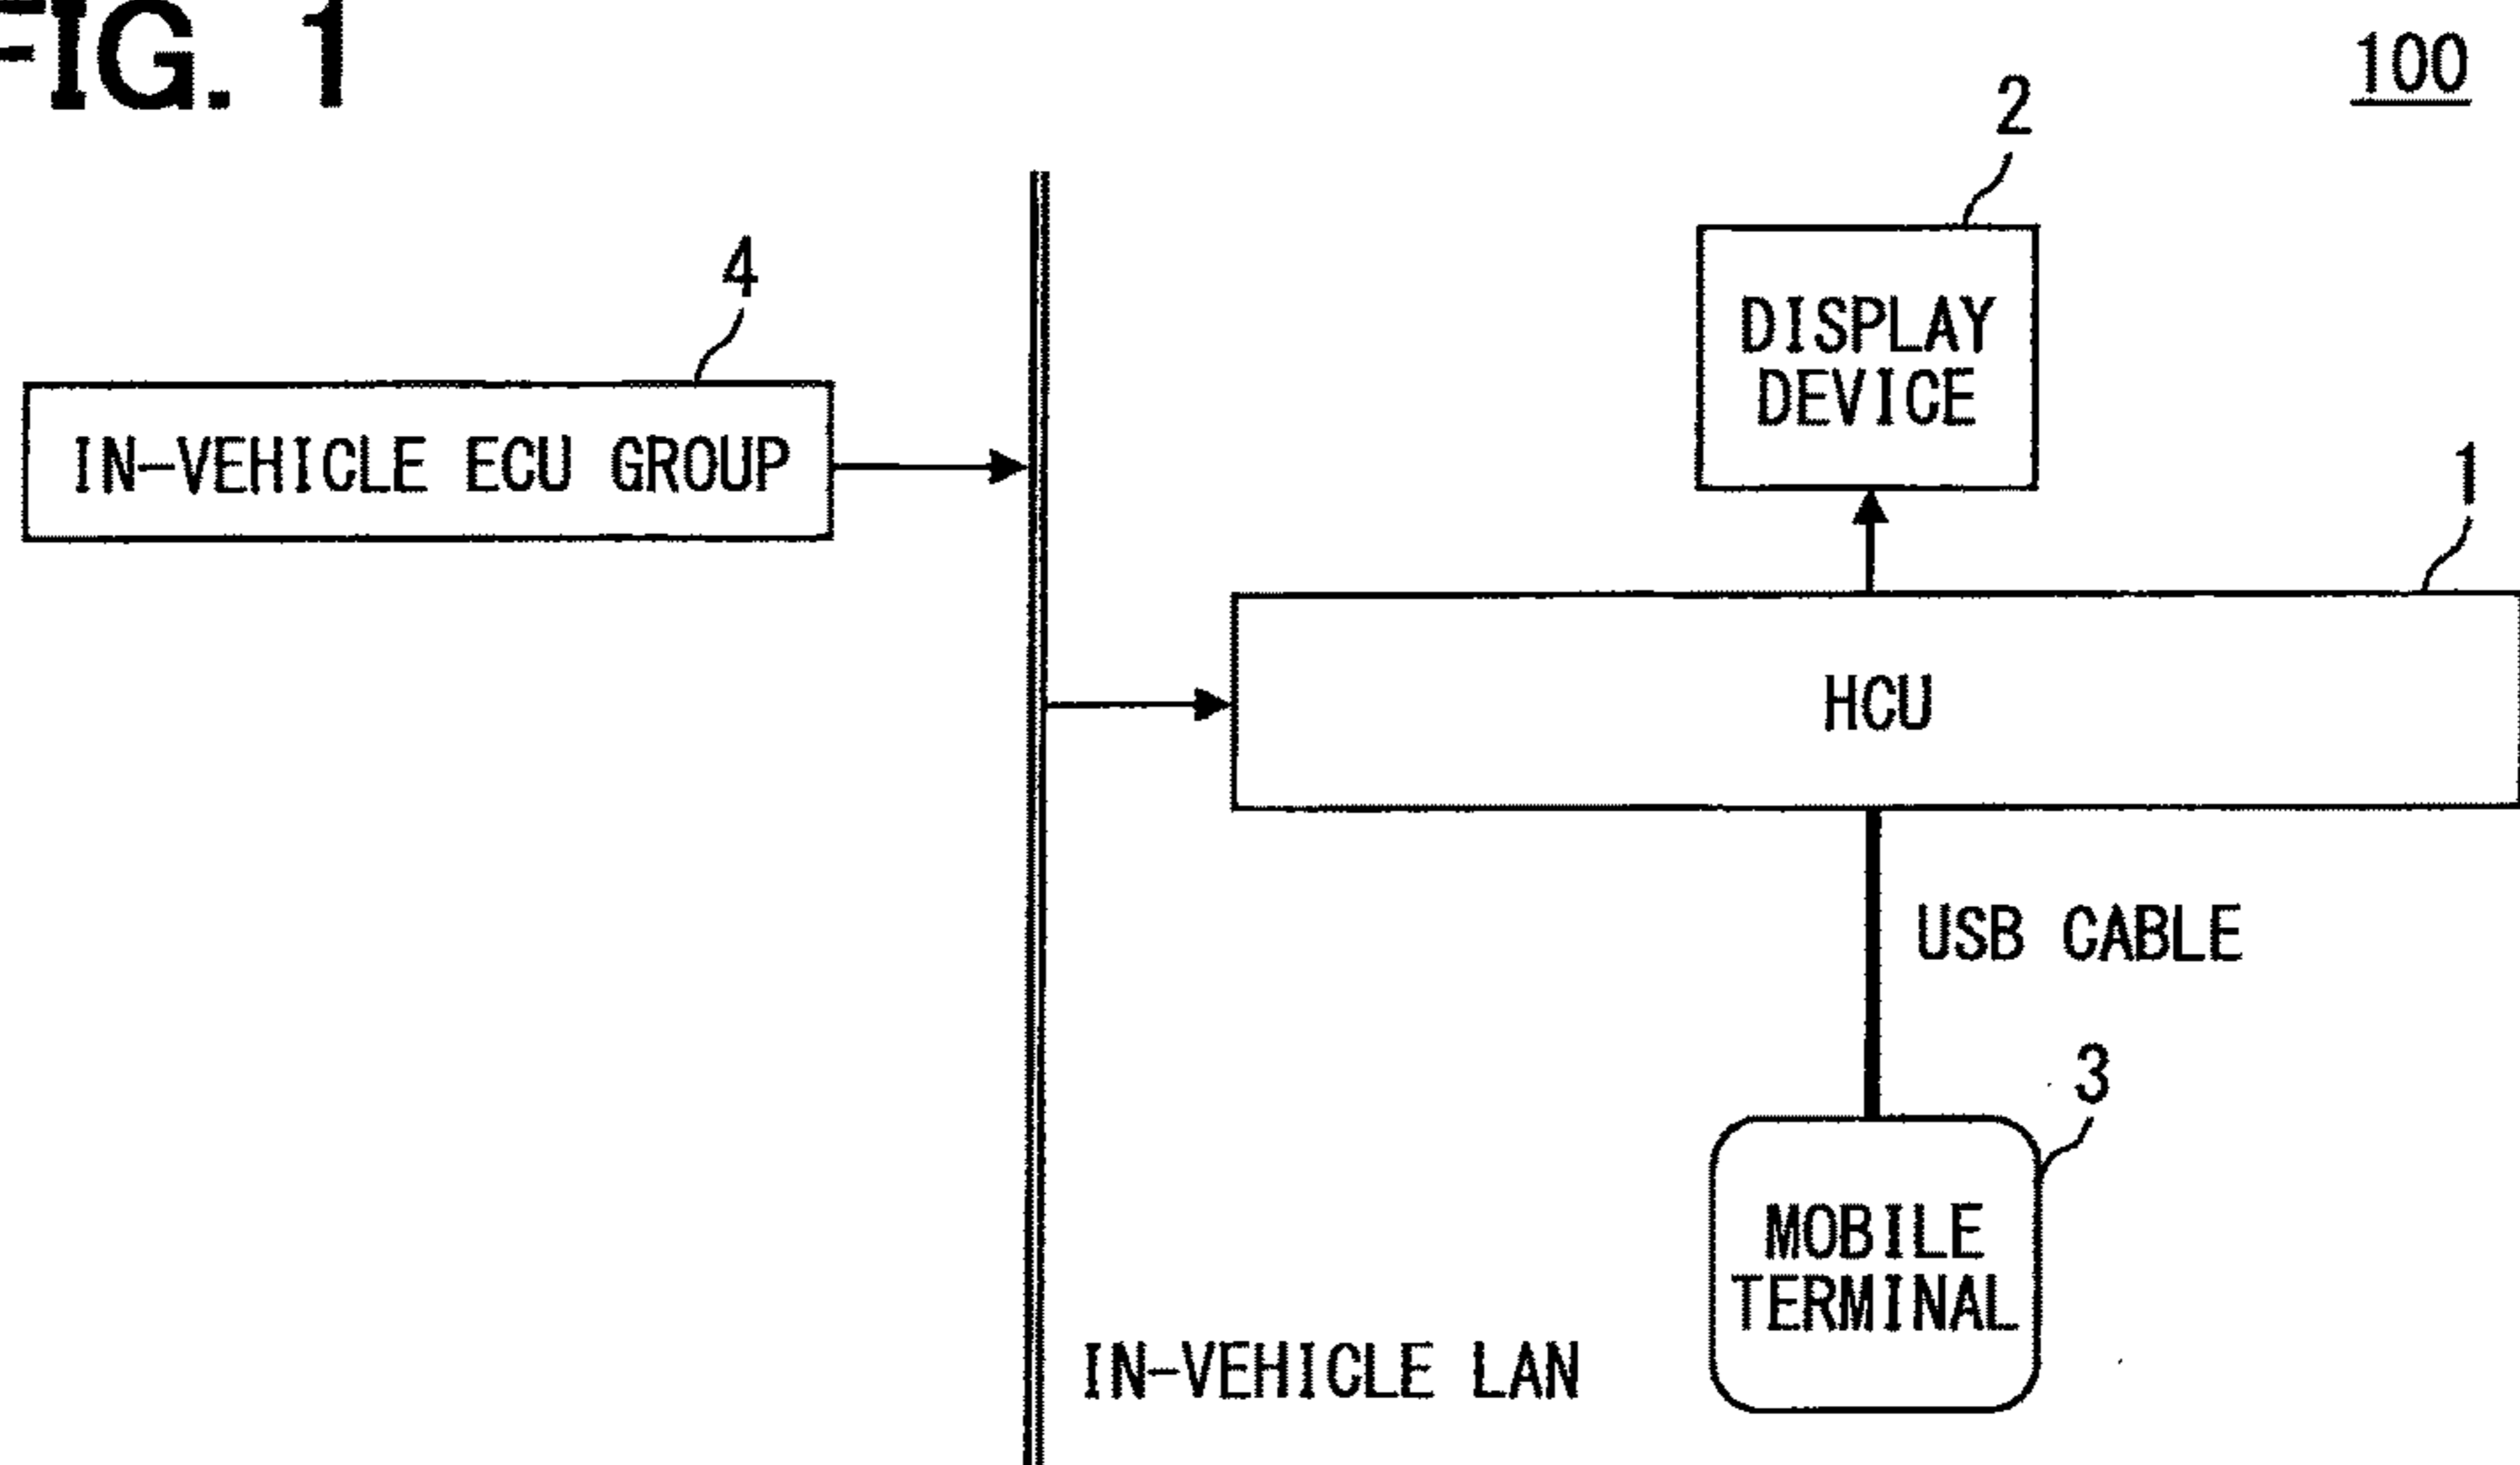 FIG. 1
100
2
4
DISPLAY
DEVICE
IN-VEHICLE ECU GROUP
1
HCU
USB CABLE
3
MOBILE
TERMINAL
IN-VEHICLE LAN